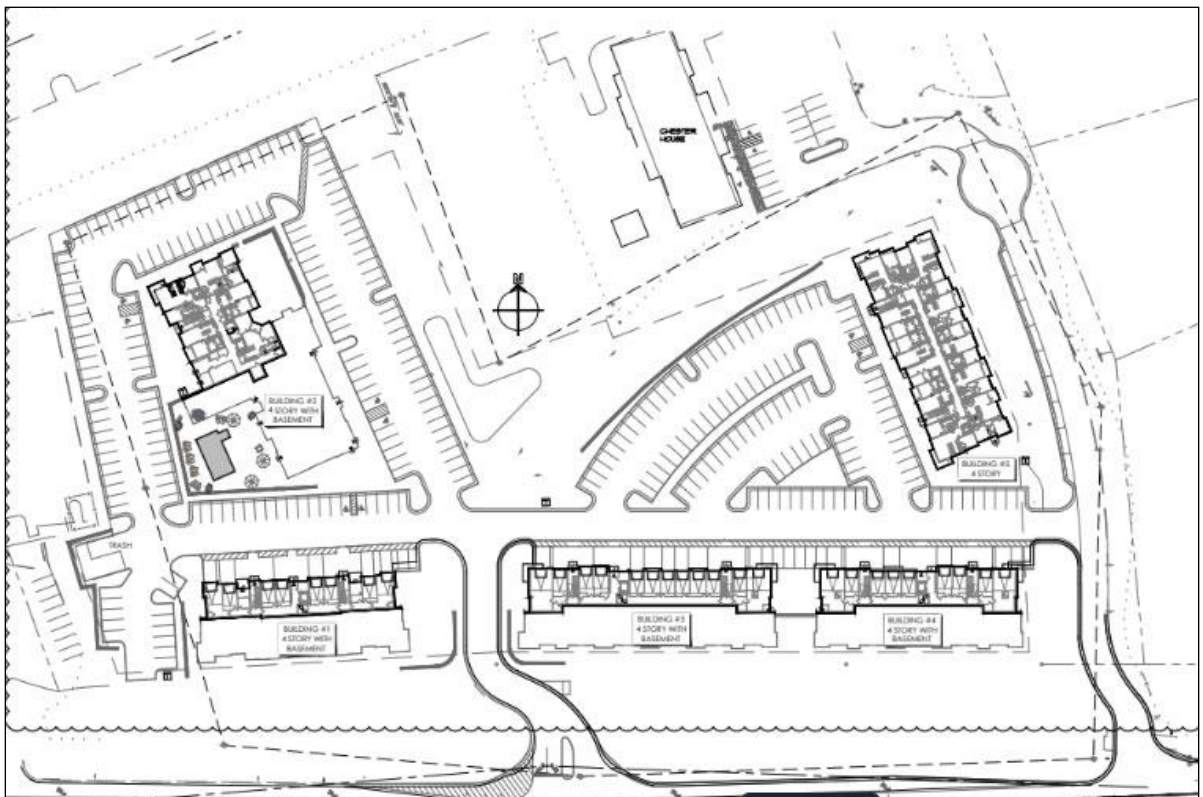 CHESTER
HOUSE
N
BUILDING #2
4 STORY WITH
BASEMENT
BUILDING #5
4 STORY
TRASH
BUILDING #1
4 STORY WITH
BASEMENT
BUILDING #3
4 STORY WITH
BASEMENT
BUILDING #4
4 STORY WITH
BASEMENT